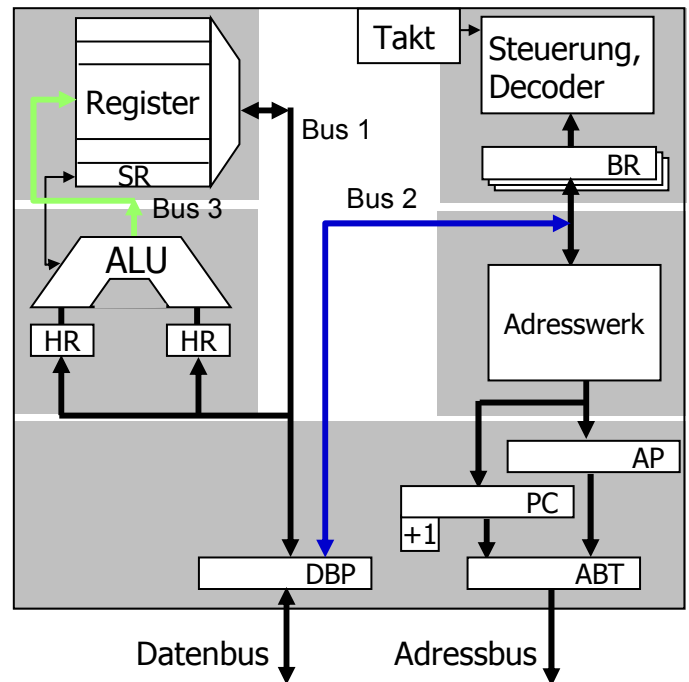 Takt
Steuerung,
Decoder
Register
Bus 1
BR
SR
Bus 3
Bus 2
ALU
HR
HR
Adresswerk
AP
PC
+1
DBP
ABT
Datenbus
Adressbus